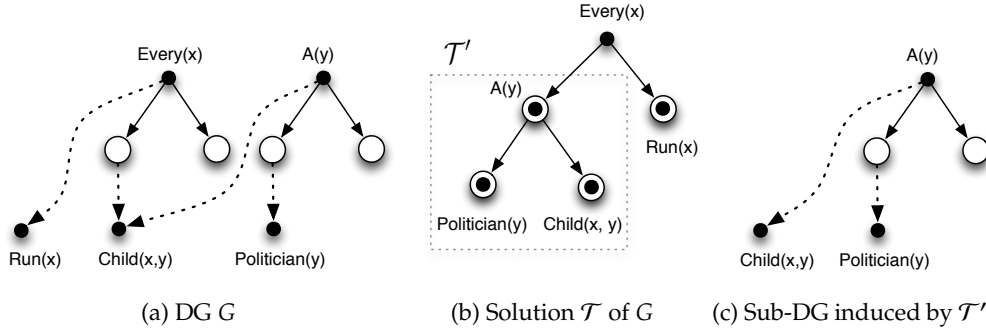 Every(x)
A(y)
Run(x)
Child(x,y)
Politician(y)
(a) DG G
Every(x)
𝒯′
A(y)
Run(x)
Politician(y)
Child(x, y)
(b) Solution 𝒯 of G
A(y)
Child(x,y)
Politician(y)
(c) Sub-DG induced by 𝒯′